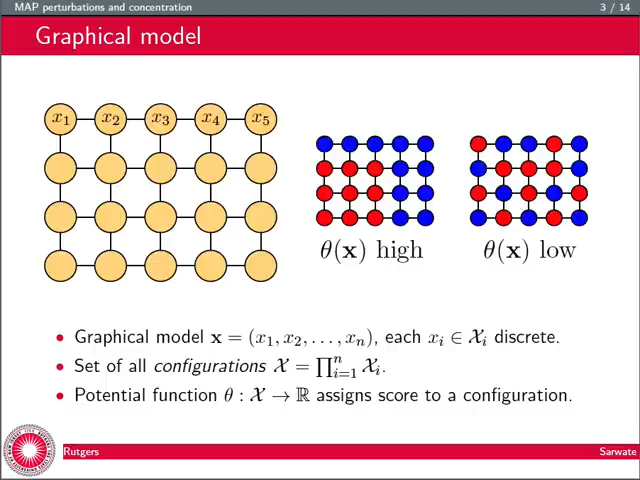 MAP perturbations and concentration 3 / 14
Graphical model
x₁ x₂ x₃ x₄ x₅
θ(𝐱) high θ(𝐱) low
• Graphical model 𝐱 = (x₁, x₂, . . . , xₙ), each xᵢ ∈ 𝒳ᵢ discrete.
• Set of all configurations 𝒳 = ∏ⁿᵢ₌₁ 𝒳ᵢ.
• Potential function θ : 𝒳 → ℝ assigns score to a configuration.
Rutgers Sarwate